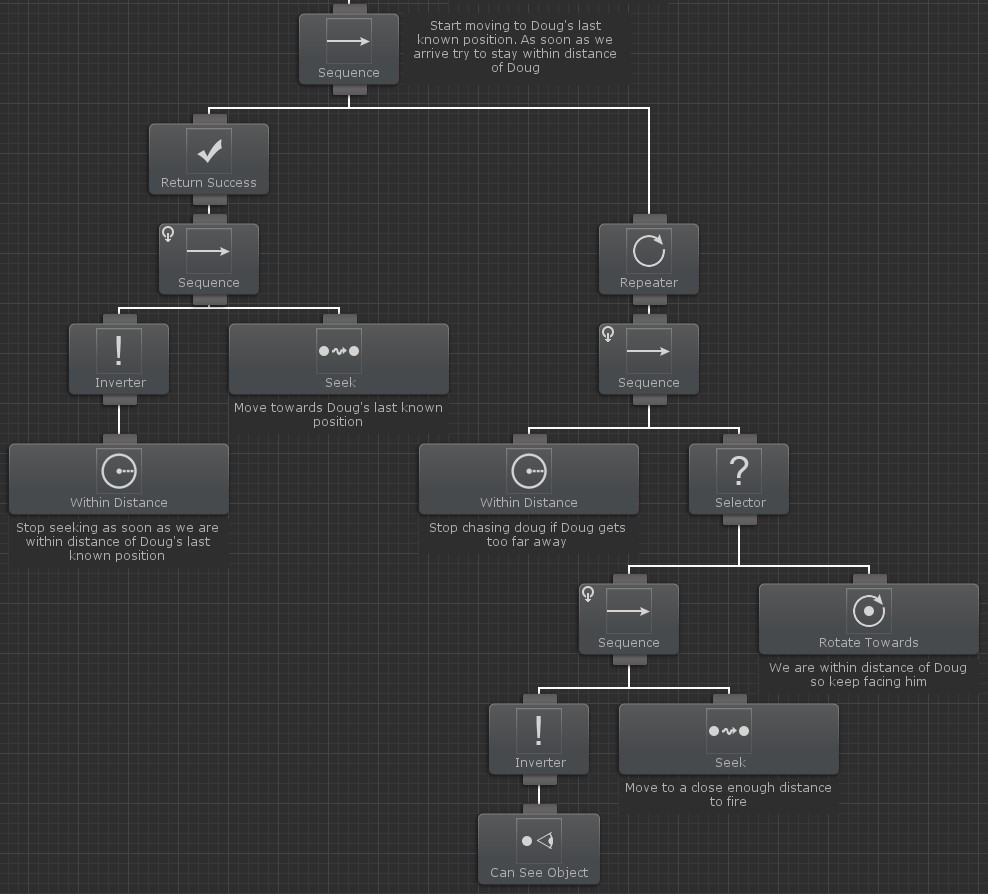 Start moving to Doug's last
known position. As soon as we
arrive try to stay within distance
of Doug
Sequence
Return Success
Sequence
Repeater
Inverter
Seek
Sequence
Move towards Doug's last known
position
Within Distance
Within Distance
Selector
Stop seeking as soon as we are
within distance of Doug's last
known position
Stop chasing doug if Doug gets
too far away
Sequence
Rotate Towards
We are within distance of Doug
so keep facing him
Inverter
Seek
Move to a close enough distance
to fire
Can See Object